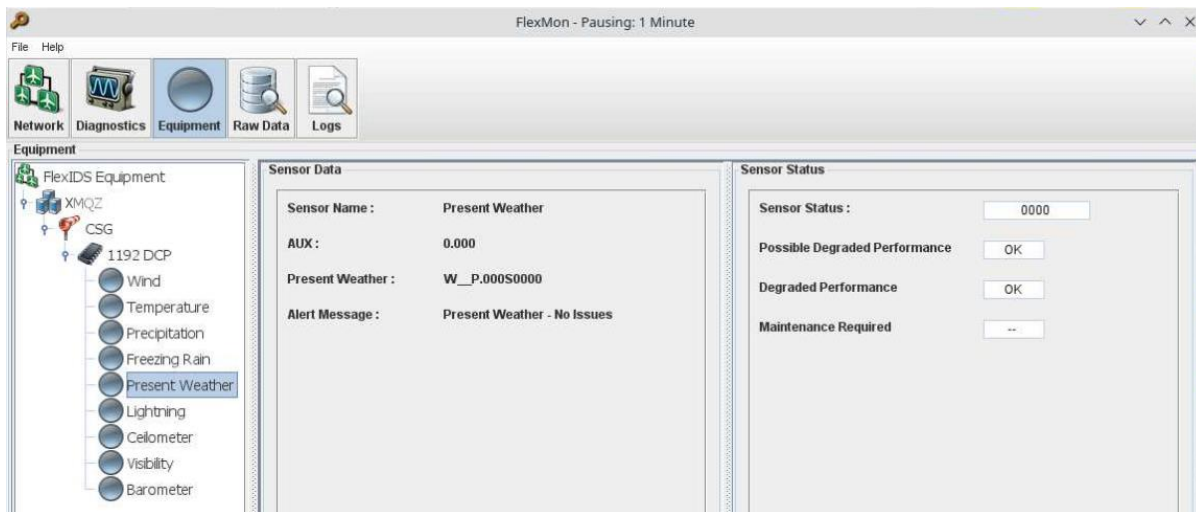 FlexMon - Pausing: 1 Minute
File Help
Network Diagnostics Equipment Raw Data Logs
Equipment
FlexIDS Equipment
XMQZ
CSG
1192 DCP
Wind
Temperature
Precipitation
Freezing Rain
Present Weather
Lightning
Ceilometer
Visibility
Barometer
Sensor Data
Sensor Name : Present Weather
AUX : 0.000
Present Weather : W__P.000S0000
Alert Message : Present Weather - No Issues
Sensor Status
Sensor Status : 0000
Possible Degraded Performance OK
Degraded Performance OK
Maintenance Required --